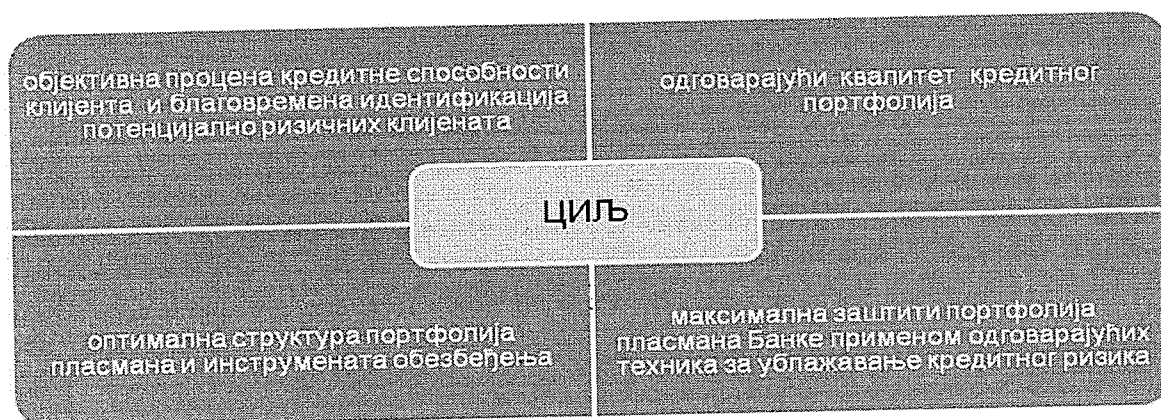 објективна процена кредитне способности
клијента и благовремена идентификација
потенцијално ризичних клијената
одговарајући квалитет кредитног
портфолија
ЦИЉ
оптимална структура портфолија
пласмана и инструмената обезбеђења
максимална заштити портфолија
пласмана Банке применом одговарајућих
техника за ублажавање кредитног ризика